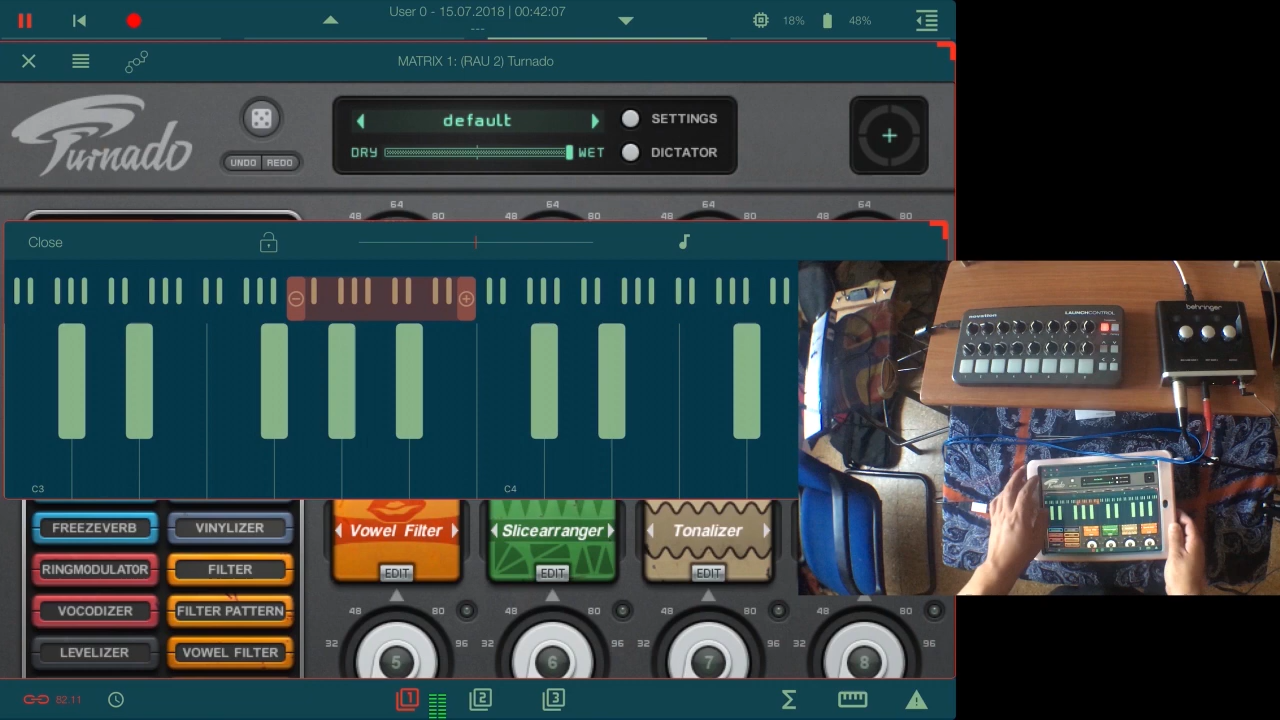 User 0 - 15.07.2018 | 00:42:07
---
18%
48%
MATRIX 1: (RAU 2) Turnado
Turnado
UNDO REDO
default
DRY WET
SETTINGS
DICTATOR
48 64 80
48 64 80
48 64 80
48 64 80
Close
C3
C4
FREEZEVERB VINYLIZER
RINGMODULATOR FILTER
VOCODIZER FILTER PATTERN
LEVELIZER VOWEL FILTER
Vowel Filter
EDIT
Slicearranger
EDIT
Tonalizer
EDIT
32 48 80 96
5
32 48 80 96
6
32 48 80 96
7
32 48 80 96
8
82.11
1
2
3
novation
LAUNCHCONTROL
behringer